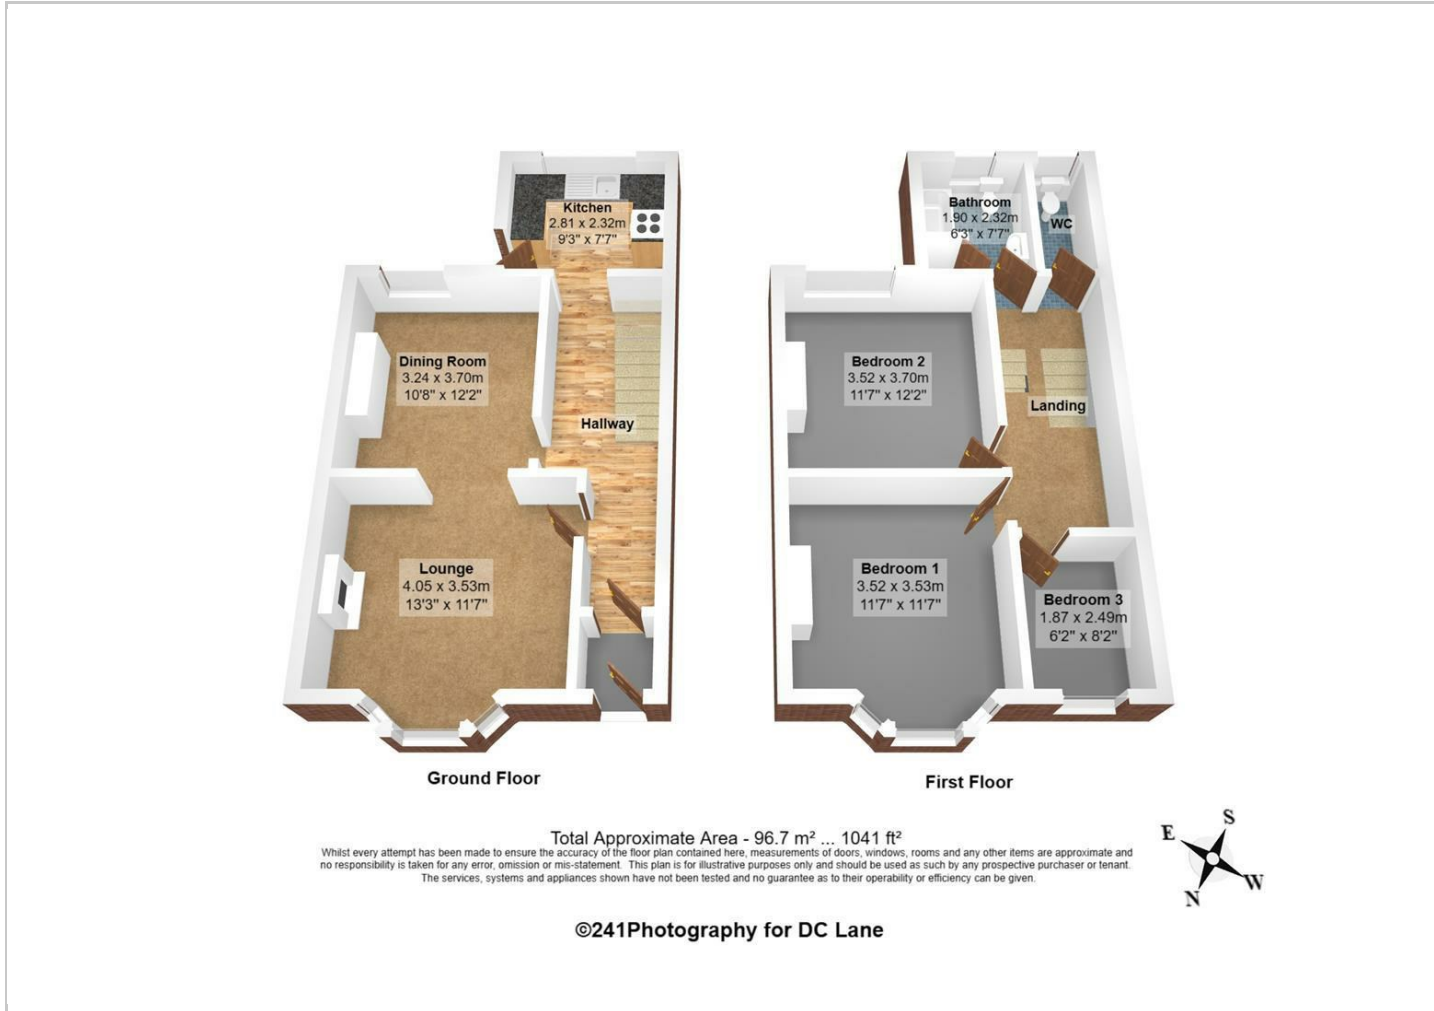 Kitchen
2.81 x 2.32m
9'3" x 7'7"
Dining Room
3.24 x 3.70m
10'8" x 12'2"
Hallway
Lounge
4.05 x 3.53m
13'3" x 11'7"
Ground Floor
Bathroom
1.90 x 2.32m
6'3" x 7'7"
WC
Bedroom 2
3.52 x 3.70m
11'7" x 12'2"
Landing
Bedroom 1
3.52 x 3.53m
11'7" x 11'7"
Bedroom 3
1.87 x 2.49m
6'2" x 8'2"
First Floor
Total Approximate Area - 96.7 m² ... 1041 ft²
Whilst every attempt has been made to ensure the accuracy of the floor plan contained here, measurements of doors, windows, rooms and any other items are approximate and
no responsibility is taken for any error, omission or mis-statement. This plan is for illustrative purposes only and should be used as such by any prospective purchaser or tenant.
The services, systems and appliances shown have not been tested and no guarantee as to their operability or efficiency can be given.
E
S
N
W
©241Photography for DC Lane